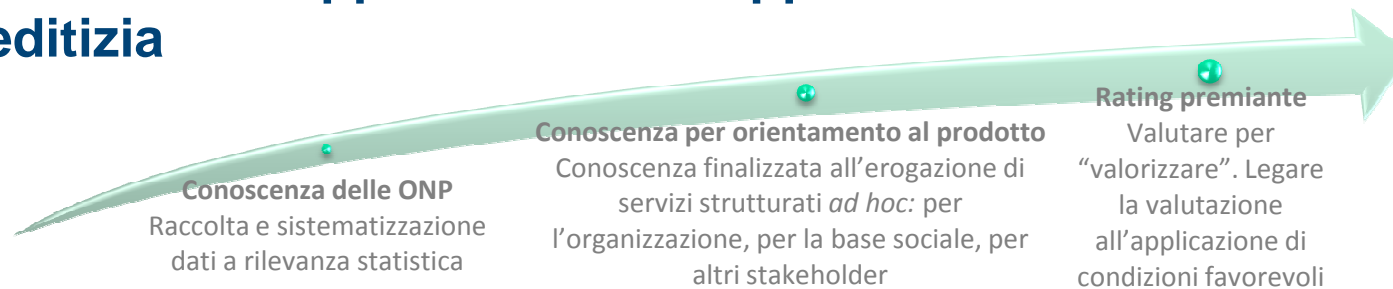 editizia
Rating premiante
Conoscenza per orientamento al prodotto
Valutare per
Conoscenza finalizzata all’erogazione di
“valorizzare”. Legare
Conoscenza delle ONP
servizi strutturati ad hoc: per
la valutazione
Raccolta e sistematizzazione
l’organizzazione, per la base sociale, per
all’applicazione di
dati a rilevanza statistica
altri stakeholder
condizioni favorevoli